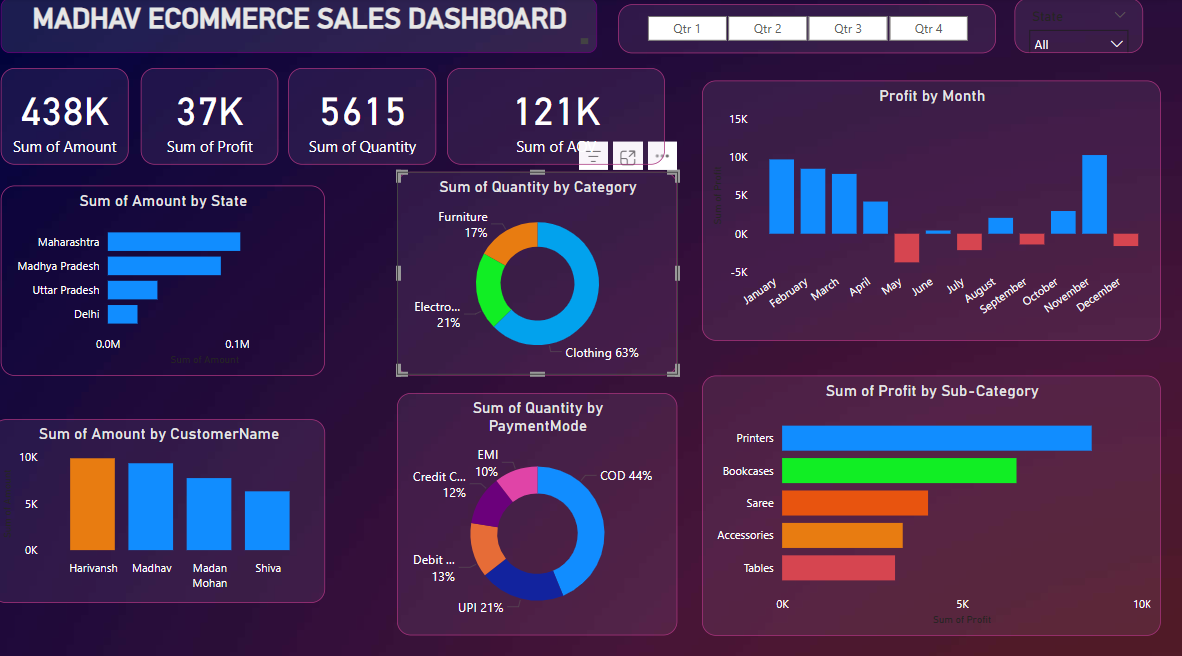 MADHAV ECOMMERCE SALES DASHBOARD
Qtr 1
Qtr 2
Qtr 3
Qtr 4
State
All
438K
Sum of Amount
37K
Sum of Profit
5615
Sum of Quantity
121K
Sum of
Sum of Amount by State
Maharashtra
Madhya Pradesh
Uttar Pradesh
Delhi
0.0M
0.1M
Sum of Amount
Sum of Quantity by Category
Furniture
17%
Electro...
21%
Clothing 63%
Profit by Month
15K
10K
5K
0K
-5K
January
February
March
April
May
June
July
August
September
October
November
December
Sum of Amount by CustomerName
10K
5K
0K
Harivansh
Madhav
Madan
Mohan
Shiva
Sum of Quantity by
PaymentMode
EMI
10%
Credit C...
12%
Debit ...
13%
UPI 21%
COD 44%
Sum of Profit by Sub-Category
Printers
Bookcases
Saree
Accessories
Tables
0K
5K
10K
Sum of Profit